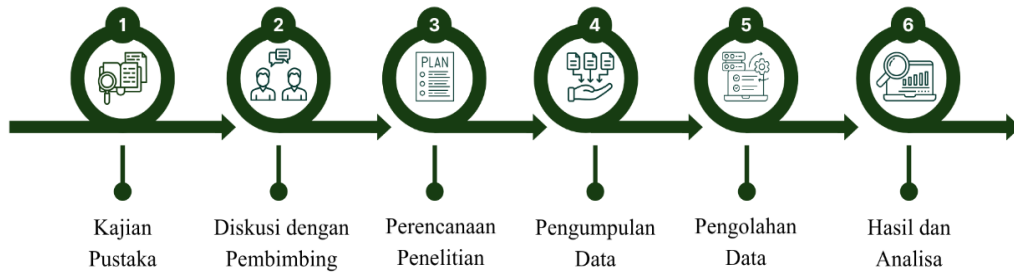 1
2
3
4
5
6
PLAN
Kajian
Pustaka
Diskusi dengan
Pembimbing
Perencanaan
Penelitian
Pengumpulan
Data
Pengolahan
Data
Hasil dan
Analisa